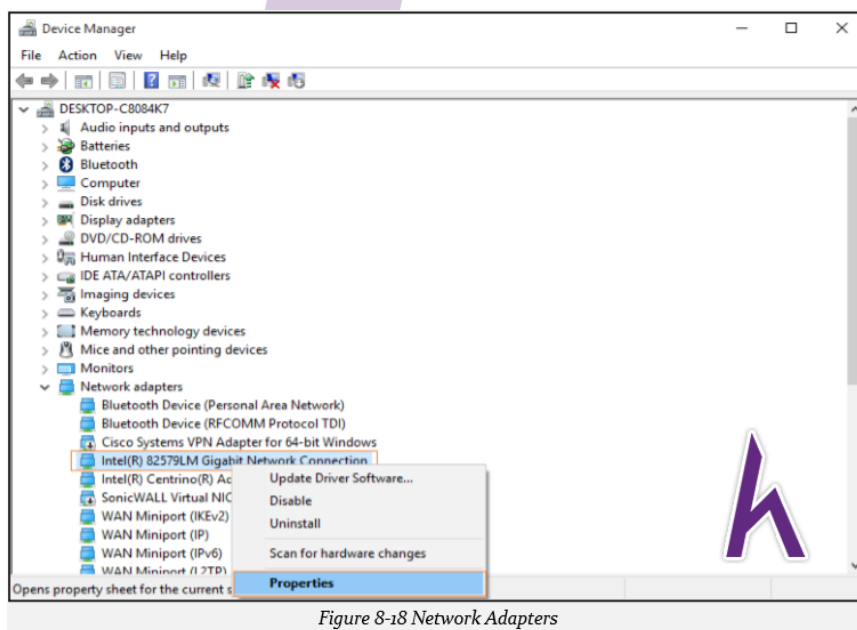 Device Manager
File Action View Help
DESKTOP-C8084K7
Audio inputs and outputs
Batteries
Bluetooth
Computer
Disk drives
Display adapters
DVD/CD-ROM drives
Human Interface Devices
IDE ATA/ATAPI controllers
Imaging devices
Keyboards
Memory technology devices
Mice and other pointing devices
Monitors
Network adapters
Bluetooth Device (Personal Area Network)
Bluetooth Device (RFCOMM Protocol TDI)
Cisco Systems VPN Adapter for 64-bit Windows
Intel(R) 82579LM Gigabit Network Connection
Intel(R) Centrino(R) Ad
SonicWALL Virtual NIC
WAN Miniport (IKEv2)
WAN Miniport (IP)
WAN Miniport (IPv6)
WAN Miniport (L2TP)
Update Driver Software...
Disable
Uninstall
Scan for hardware changes
Properties
Opens property sheet for the current s
Figure 8-18 Network Adapters